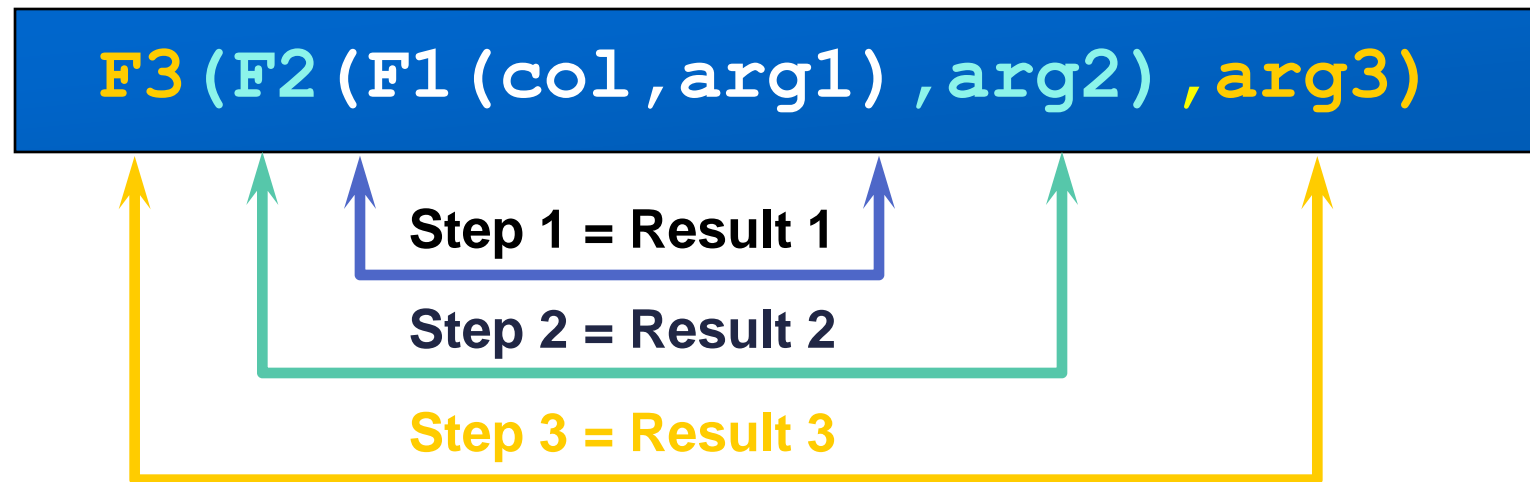 F3(F2(F1(col,arg1),arg2),arg3)
Step 1 = Result 1
Step 2 = Result 2
Step 3 = Result 3